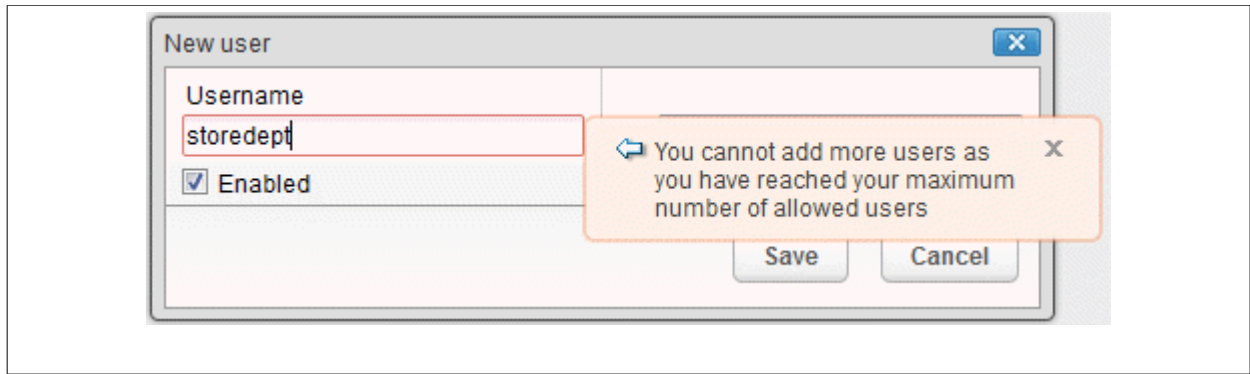 New user
Username
storedept
You cannot add more users as
you have reached your maximum
number of allowed users
Enabled
Save
Cancel